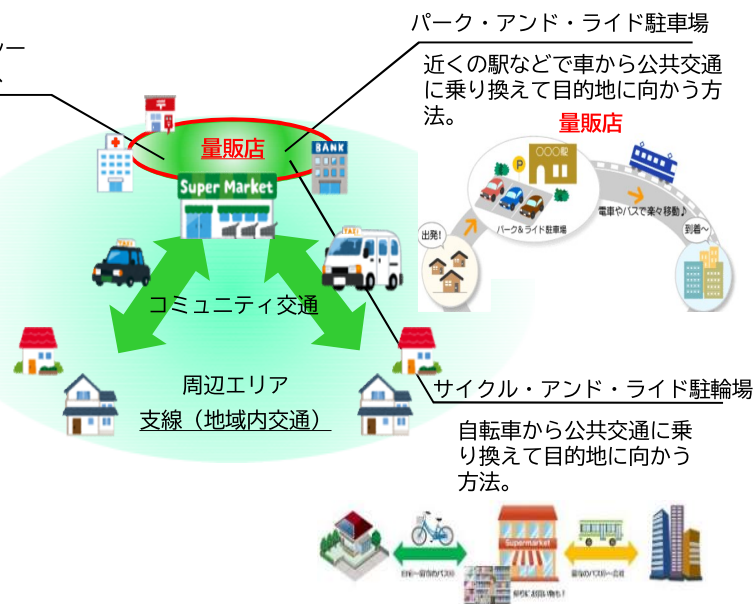 パーク・アンド・ライド駐車場
近くの駅などで車から公共交通
に乗り換えて目的地に向かう方
法。
量販店
〒
量販店
BANK
Super Market
TAXI
TAXI
コミュニティ交通
周辺エリア
支線（地域内交通）
〇〇〇駅
P
パーク&ライド駐車場
電車やバスで楽々移動♪
出発!
到着〜
サイクル・アンド・ライド駐輪場
自転車から公共交通に乗
り換えて目的地に向かう
方法。
Supermarket